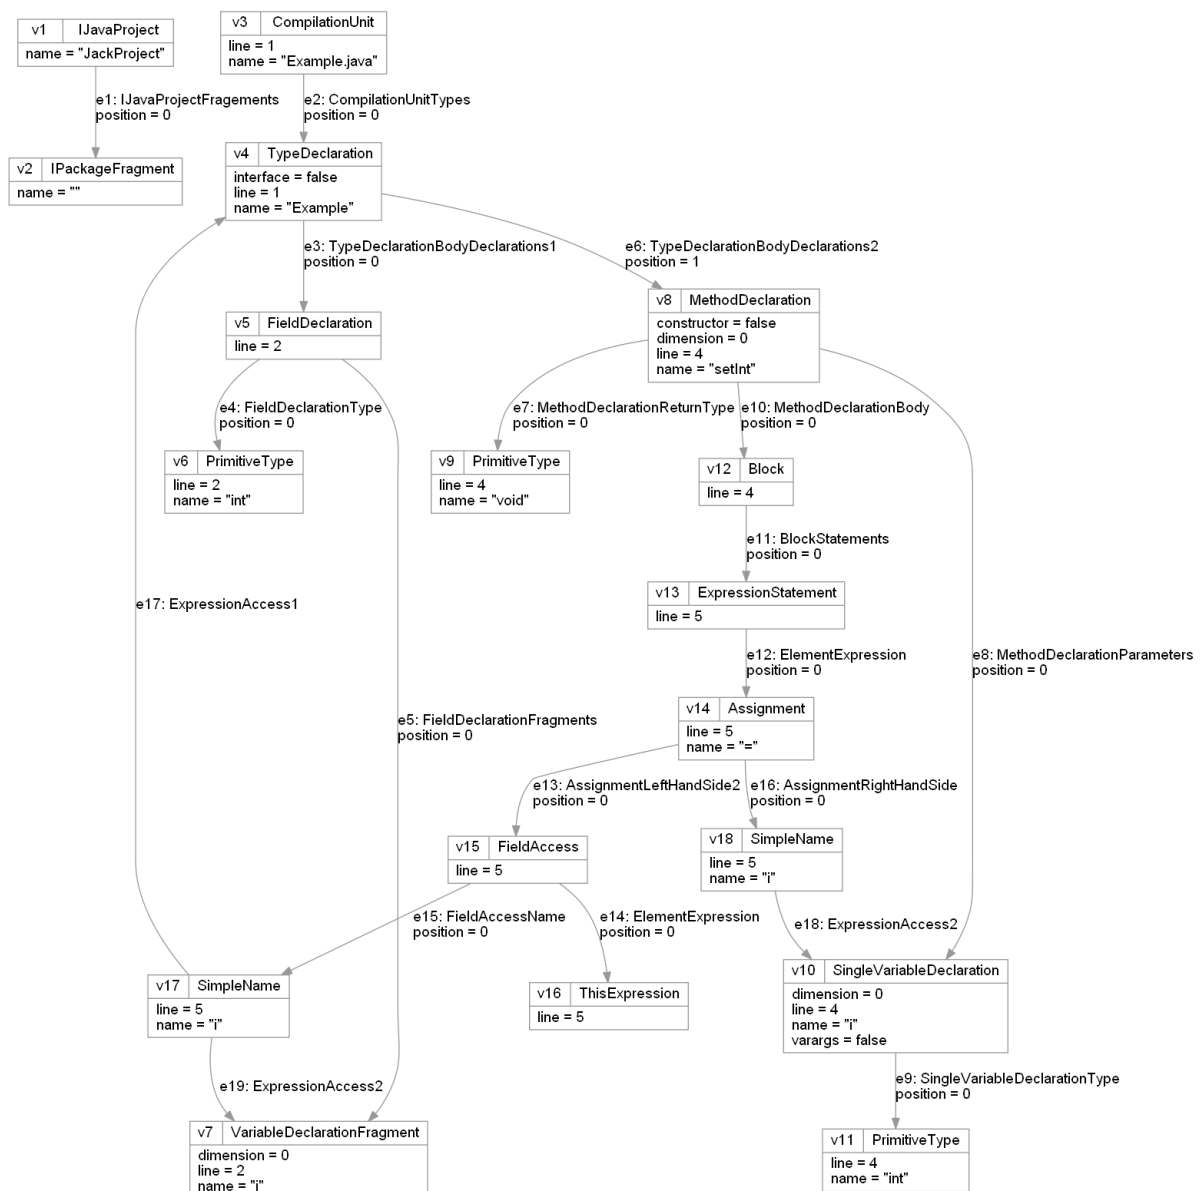 v1 IJavaProject
name = "JackProject"
v3 CompilationUnit
line = 1
name = "Example.java"
e1: IJavaProjectFragements
position = 0
e2: CompilationUnitTypes
position = 0
v2 IPackageFragment
name = ""
v4 TypeDeclaration
interface = false
line = 1
name = "Example"
e3: TypeDeclarationBodyDeclarations1
position = 0
e6: TypeDeclarationBodyDeclarations2
position = 1
v5 FieldDeclaration
line = 2
v8 MethodDeclaration
constructor = false
dimension = 0
line = 4
name = "setInt"
e4: FieldDeclarationType
position = 0
e7: MethodDeclarationReturnType
position = 0
e10: MethodDeclarationBody
position = 0
v6 PrimitiveType
line = 2
name = "int"
v9 PrimitiveType
line = 4
name = "void"
v12 Block
line = 4
e11: BlockStatements
position = 0
e17: ExpressionAccess1
v13 ExpressionStatement
line = 5
e12: ElementExpression
position = 0
e8: MethodDeclarationParameters
position = 0
e5: FieldDeclarationFragments
position = 0
v14 Assignment
line = 5
name = "="
e13: AssignmentLeftHandSide2
position = 0
e16: AssignmentRightHandSide
position = 0
v15 FieldAccess
line = 5
v18 SimpleName
line = 5
name = "i"
e15: FieldAccessName
position = 0
e14: ElementExpression
position = 0
e18: ExpressionAccess2
v17 SimpleName
line = 5
name = "i"
v16 ThisExpression
line = 5
v10 SingleVariableDeclaration
dimension = 0
line = 4
name = "i"
varargs = false
e19: ExpressionAccess2
e9: SingleVariableDeclarationType
position = 0
v7 VariableDeclarationFragment
dimension = 0
line = 2
name = "i"
v11 PrimitiveType
line = 4
name = "int"